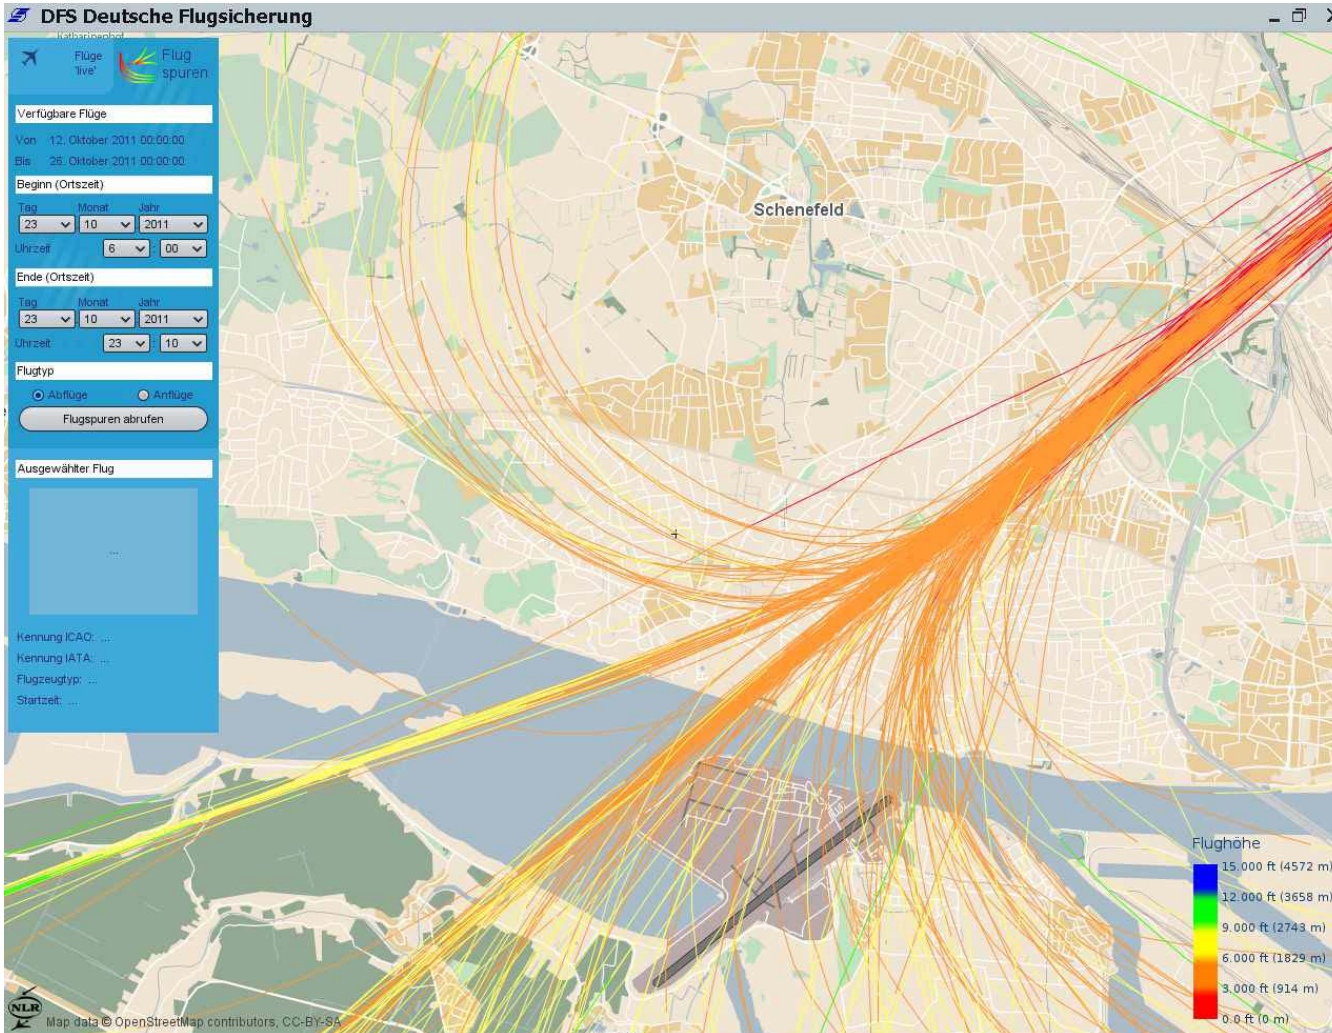 DFS Deutsche Flugsicherung
Katharinenhof
Flüge
'live'
Flug
spuren
Verfügbare Flüge
Von 12. Oktober 2011 00:00:00
Bis 26. Oktober 2011 00:00:00
Beginn (Ortszeit)
Tag Monat Jahr
23 10 2011
Uhrzeit 6 : 00
Ende (Ortszeit)
Tag Monat Jahr
23 10 2011
Uhrzeit 23 : 10
Flugtyp
Abflüge Anflüge
Flugspuren abrufen
Ausgewählter Flug
...
Kennung ICAO: ...
Kennung IATA: ...
Flugzeugtyp: ...
Startzeit: ...
Schenefeld
Flughöhe
15.000 ft (4572 m)
12.000 ft (3658 m)
9.000 ft (2743 m)
6.000 ft (1829 m)
3.000 ft (914 m)
0.0 ft (0 m)
NLR
Map data © OpenStreetMap contributors, CC-BY-SA